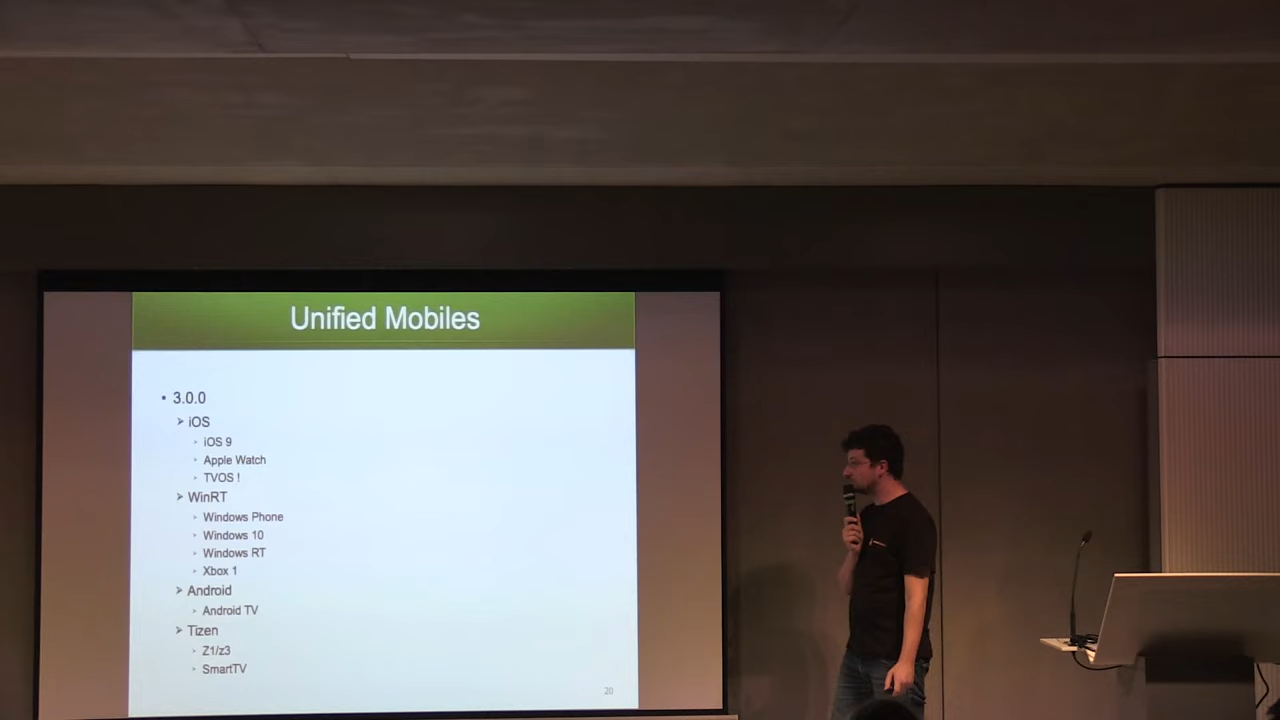 Unified Mobiles
• 3.0.0
➢ iOS
iOS 9
Apple Watch
TVOS !
➢ WinRT
Windows Phone
Windows 10
Windows RT
Xbox 1
➢ Android
Android TV
➢ Tizen
Z1/z3
SmartTV
20